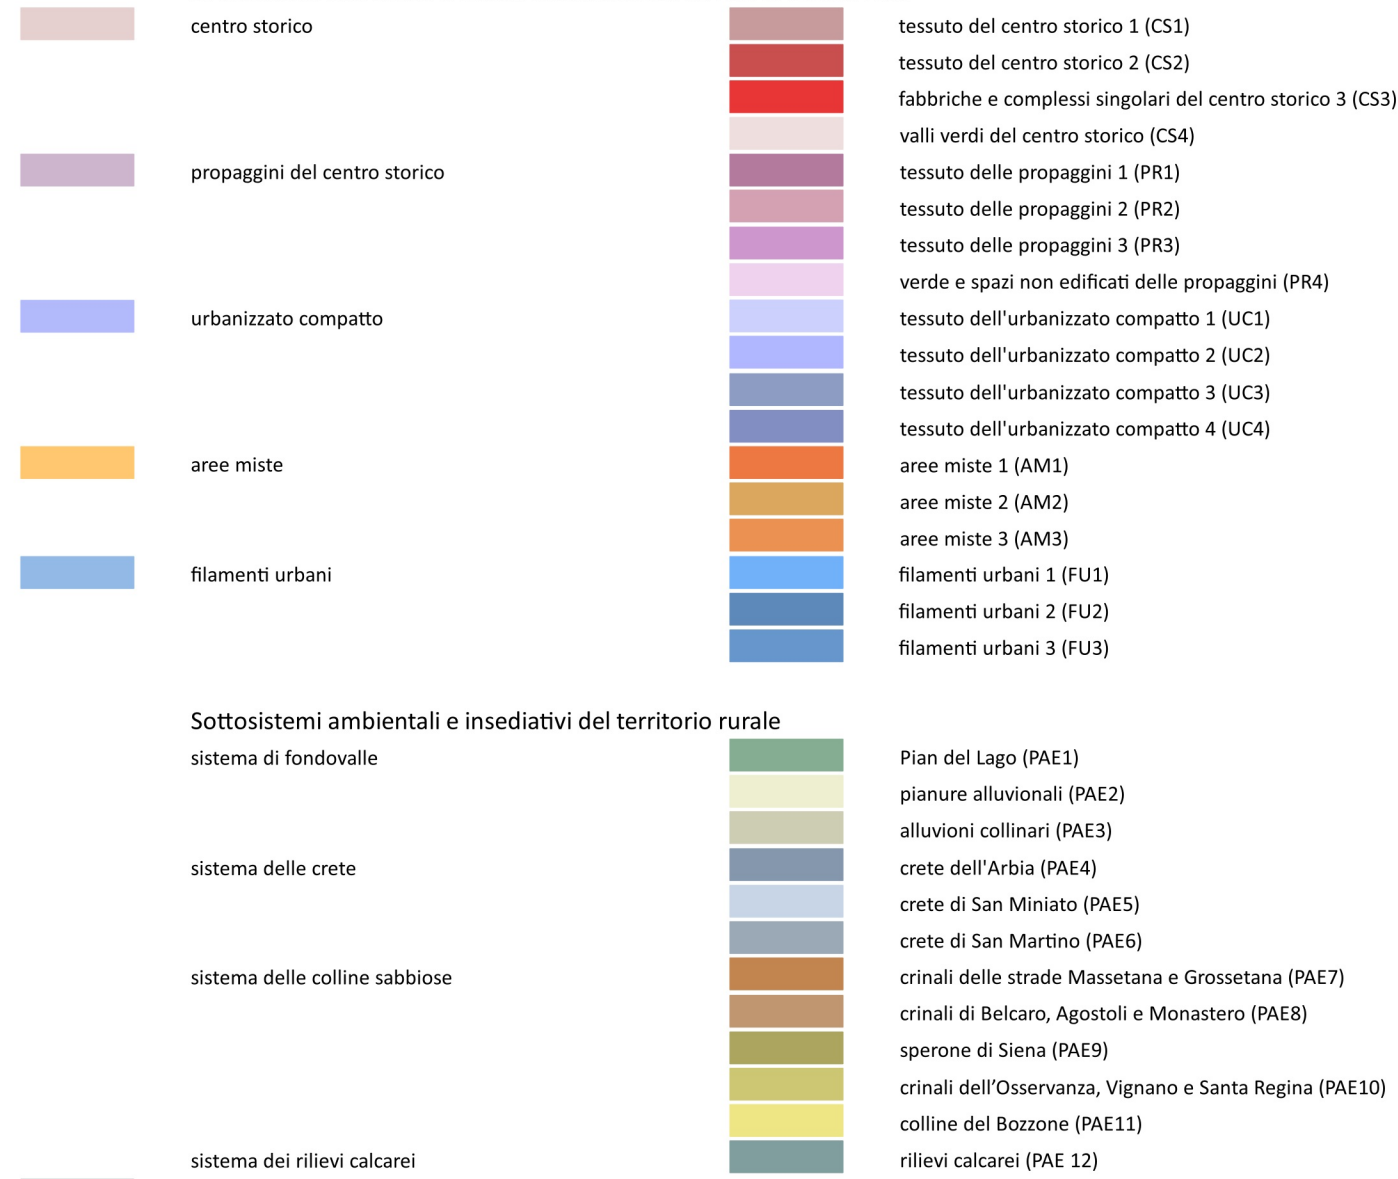 centro storico
tessuto del centro storico 1 (CS1)
tessuto del centro storico 2 (CS2)
fabbriche e complessi singolari del centro storico 3 (CS3)
valli verdi del centro storico (CS4)
propaggini del centro storico
tessuto delle propaggini 1 (PR1)
tessuto delle propaggini 2 (PR2)
tessuto delle propaggini 3 (PR3)
verde e spazi non edificati delle propaggini (PR4)
urbanizzato compatto
tessuto dell'urbanizzato compatto 1 (UC1)
tessuto dell'urbanizzato compatto 2 (UC2)
tessuto dell'urbanizzato compatto 3 (UC3)
tessuto dell'urbanizzato compatto 4 (UC4)
aree miste
aree miste 1 (AM1)
aree miste 2 (AM2)
aree miste 3 (AM3)
filamenti urbani
filamenti urbani 1 (FU1)
filamenti urbani 2 (FU2)
filamenti urbani 3 (FU3)
Sottosistemi ambientali e insediativi del territorio rurale
sistema di fondovalle
Pian del Lago (PAE1)
pianure alluvionali (PAE2)
alluvioni collinari (PAE3)
sistema delle crete
crete dell'Arbia (PAE4)
crete di San Miniato (PAE5)
crete di San Martino (PAE6)
sistema delle colline sabbiose
crinali delle strade Massetana e Grossetana (PAE7)
crinali di Belcaro, Agostoli e Monastero (PAE8)
sperone di Siena (PAE9)
crinali dell’Osservanza, Vignano e Santa Regina (PAE10)
colline del Bozzone (PAE11)
sistema dei rilievi calcarei
rilievi calcarei (PAE 12)